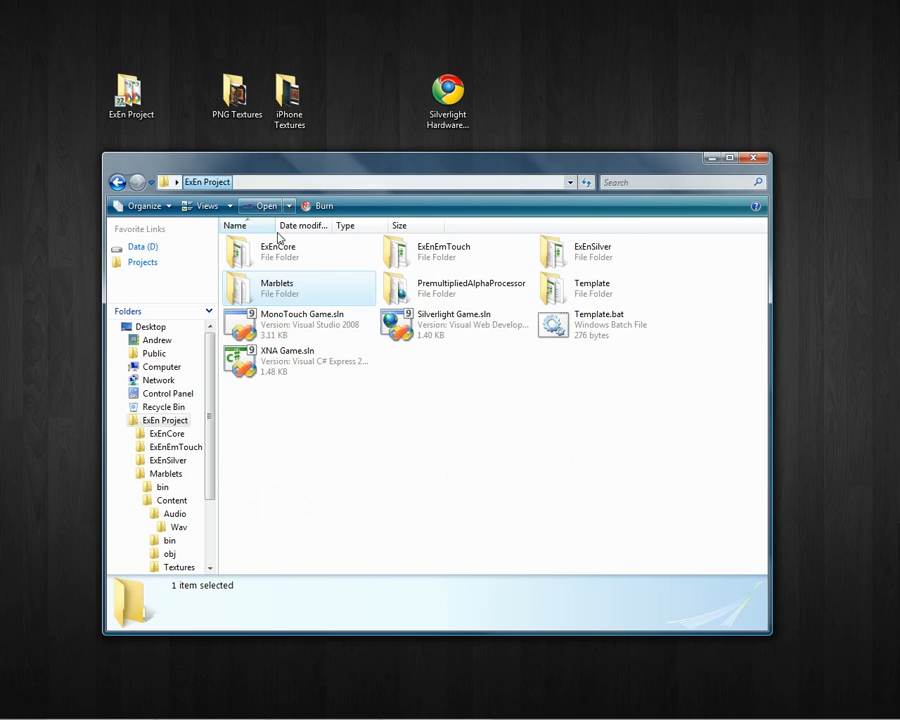 ExEn Project
PNG Textures
iPhone
Textures
Silverlight
Hardware...
ExEn Project
Search
Organize
Views
Open
Burn
Favorite Links
Data (D)
Projects
Folders
Desktop
Andrew
Public
Computer
Network
Control Panel
Recycle Bin
ExEn Project
ExEnCore
ExEnEmTouch
ExEnSilver
Marblets
bin
Content
Audio
Wav
bin
obj
Textures
Name
Date modif...
Type
Size
ExEnCore
File Folder
ExEnEmTouch
File Folder
ExEnSilver
File Folder
Marblets
File Folder
PremultipliedAlphaProcessor
File Folder
Template
File Folder
MonoTouch Game.sln
Version: Visual Studio 2008
3.11 KB
Silverlight Game.sln
Version: Visual Web Develop...
1.40 KB
Template.bat
Windows Batch File
276 bytes
XNA Game.sln
Version: Visual C# Express 2...
1.48 KB
1 item selected